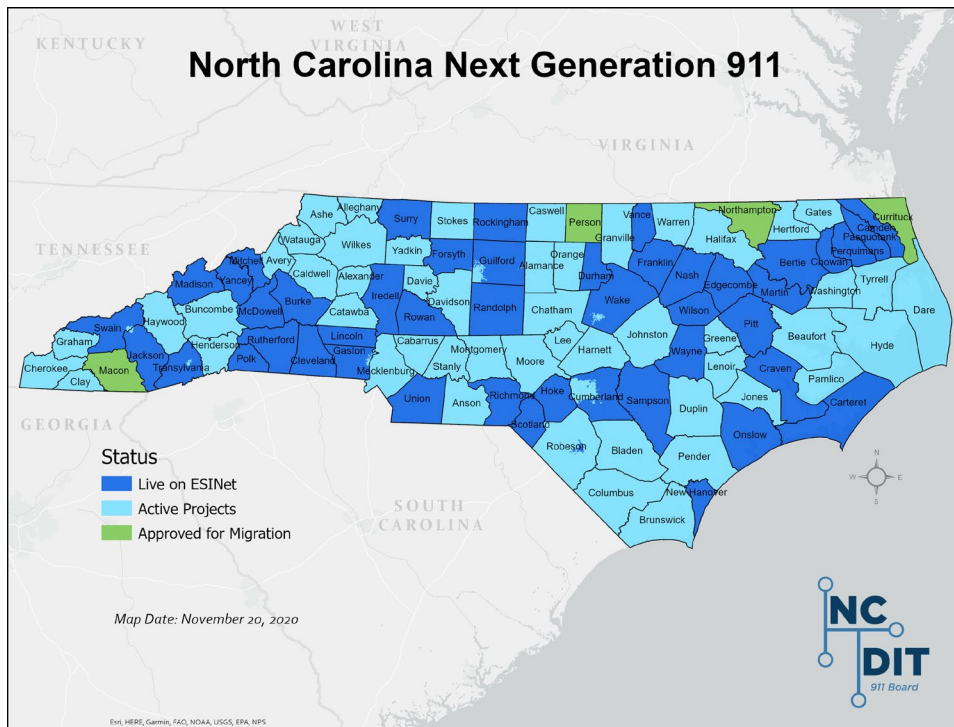 North Carolina Next Generation 911
KENTUCKY
WEST
VIRGINIA
VIRGINIA
TENNESSEE
GEORGIA
SOUTH
CAROLINA
Ashe
Alleghany
Surry
Stokes
Rockingham
Caswell
Person
Granville
Vance
Warren
Northampton
Halifax
Hertford
Gates
Currituck
Camden
Pasquotank
Perquimans
Chowan
Bertie
Watauga
Wilkes
Yadkin
Forsyth
Guilford
Alamance
Orange
Durham
Franklin
Nash
Edgecombe
Martin
Washington
Tyrrell
Dare
Mitchell
Avery
Caldwell
Alexander
Davie
Iredell
Davidson
Randolph
Chatham
Wake
Wilson
Pitt
Beaufort
Hyde
Madison
Yancey
Burke
McDowell
Catawba
Rowan
Buncombe
Haywood
Swain
Graham
Cherokee
Clay
Macon
Jackson
Transylvania
Henderson
Polk
Rutherford
Cleveland
Lincoln
Gaston
Mecklenburg
Cabarrus
Stanly
Montgomery
Moore
Lee
Harnett
Johnston
Wayne
Greene
Lenoir
Craven
Pamlico
Jones
Carteret
Union
Anson
Richmond
Scotland
Hoke
Cumberland
Sampson
Duplin
Onslow
Robeson
Bladen
Pender
Columbus
New Hanover
Brunswick
Status
Live on ESINet
Active Projects
Approved for Migration
N
W
E
S
Map Date: November 20, 2020
NC
DIT
911 Board
Esri, HERE, Garmin, FAO, NOAA, USGS, EPA, NPS